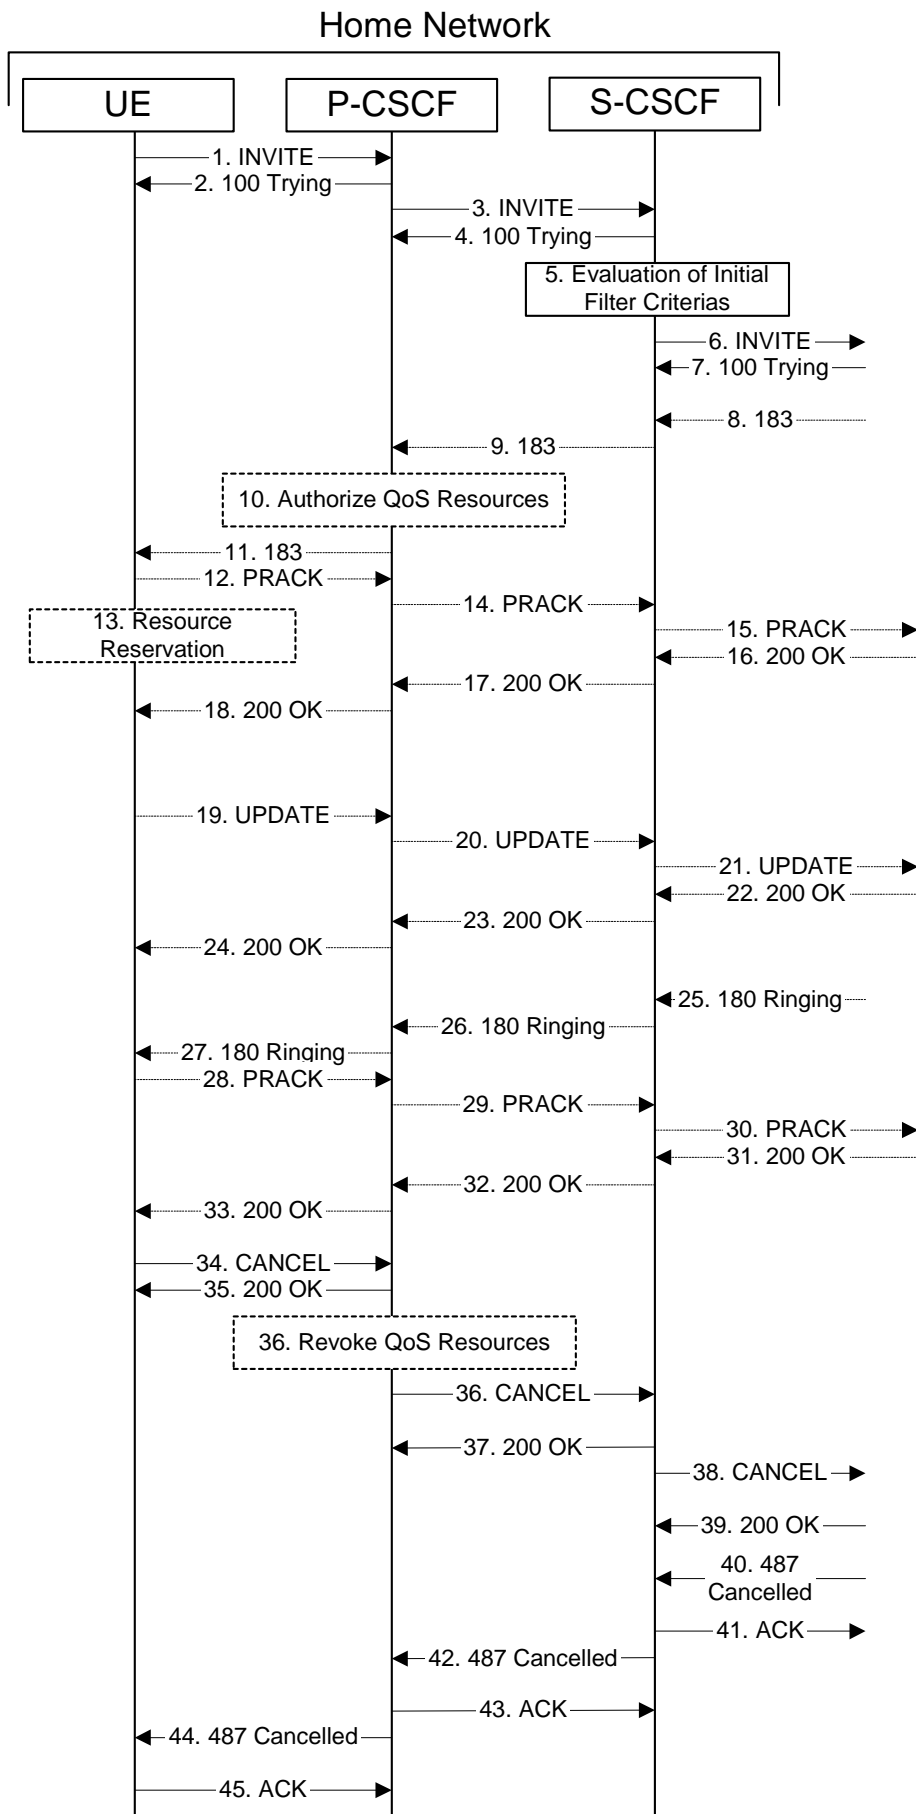 Home Network
UE
P-CSCF
S-CSCF
1. INVITE
2. 100 Trying
3. INVITE
4. 100 Trying
5. Evaluation of Initial
Filter Criterias
6. INVITE
7. 100 Trying
8. 183
9. 183
10. Authorize QoS Resources
11. 183
12. PRACK
14. PRACK
13. Resource
Reservation
15. PRACK
16. 200 OK
17. 200 OK
18. 200 OK
19. UPDATE
20. UPDATE
21. UPDATE
22. 200 OK
23. 200 OK
24. 200 OK
25. 180 Ringing
26. 180 Ringing
27. 180 Ringing
28. PRACK
29. PRACK
30. PRACK
31. 200 OK
32. 200 OK
33. 200 OK
34. CANCEL
35. 200 OK
36. Revoke QoS Resources
36. CANCEL
37. 200 OK
38. CANCEL
39. 200 OK
40. 487
Cancelled
41. ACK
42. 487 Cancelled
43. ACK
44. 487 Cancelled
45. ACK